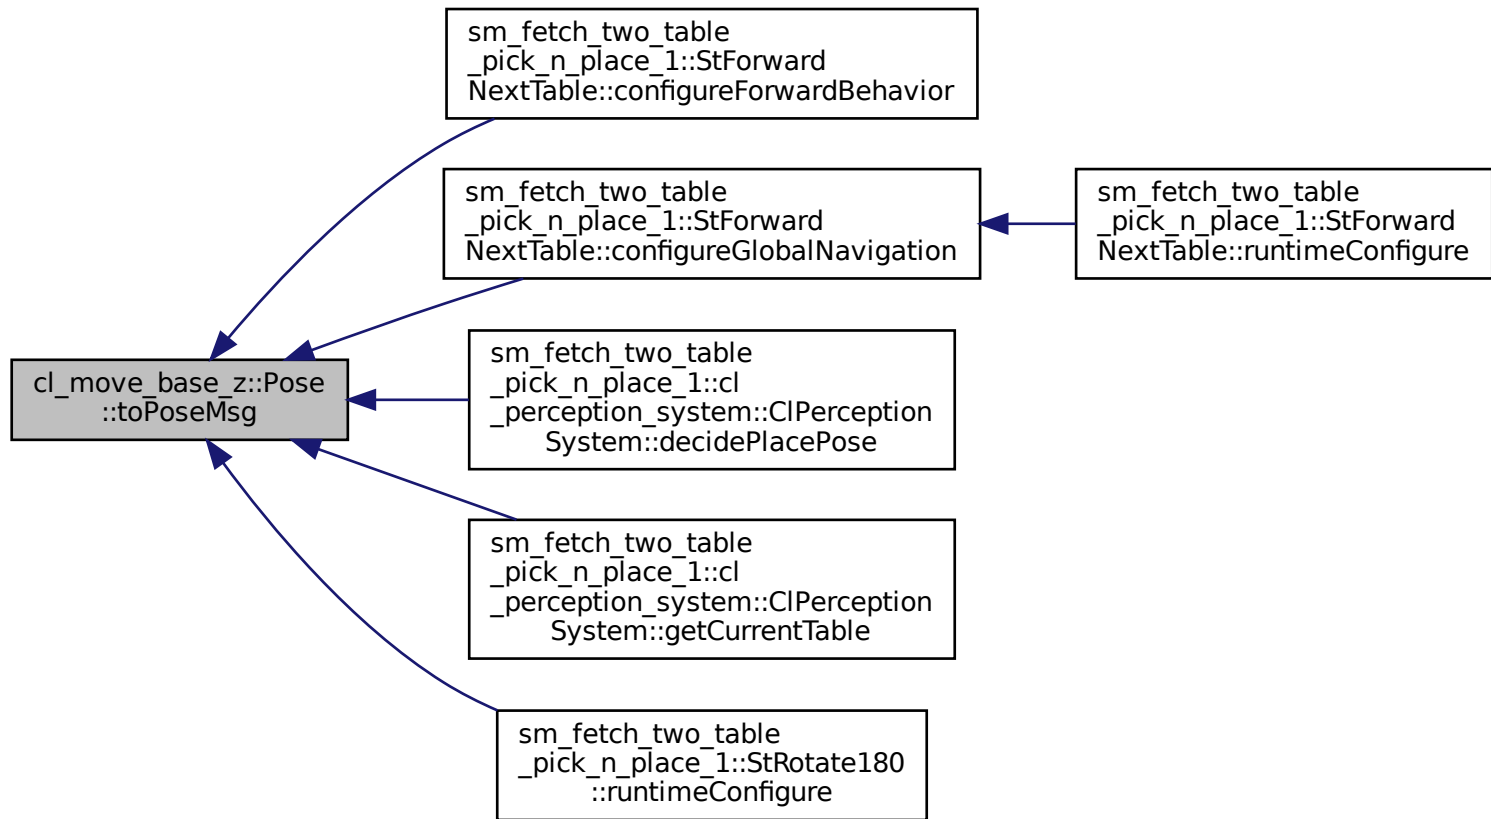 sm_fetch_two_table
_pick_n_place_1::StForward
NextTable::configureForwardBehavior
sm_fetch_two_table
_pick_n_place_1::StForward
NextTable::configureGlobalNavigation
sm_fetch_two_table
_pick_n_place_1::StForward
NextTable::runtimeConfigure
cl_move_base_z::Pose
::toPoseMsg
sm_fetch_two_table
_pick_n_place_1::cl
_perception_system::ClPerception
System::decidePlacePose
sm_fetch_two_table
_pick_n_place_1::cl
_perception_system::ClPerception
System::getCurrentTable
sm_fetch_two_table
_pick_n_place_1::StRotate180
::runtimeConfigure